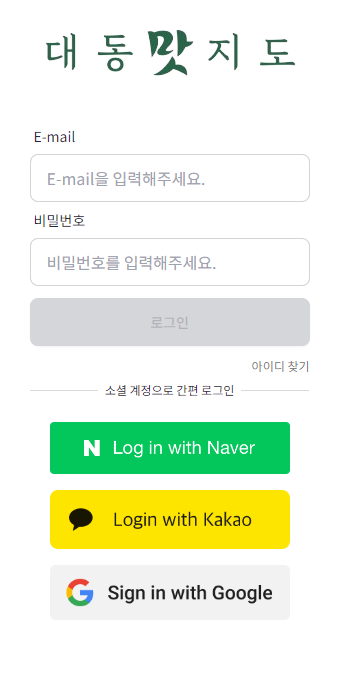 대동맛지도
E-mail
E-mail을 입력해주세요.
비밀번호
비밀번호를 입력해주세요.
로그인
아이디 찾기
소셜 계정으로 간편 로그인
N Log in with Naver
Login with Kakao
G Sign in with Google